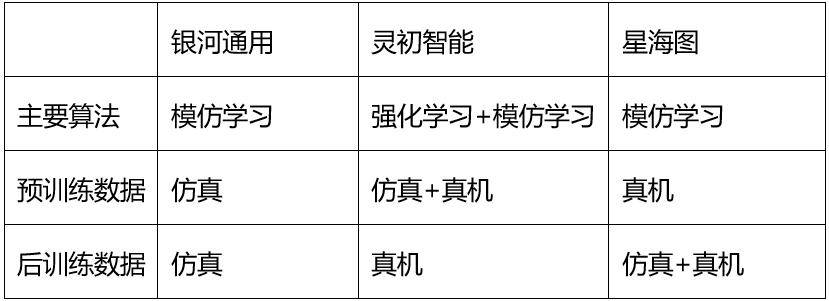 银河通用 灵初智能 星海图
主要算法 模仿学习 强化学习+模仿学习 模仿学习
预训练数据 仿真 仿真+真机 真机
后训练数据 仿真 真机 仿真+真机